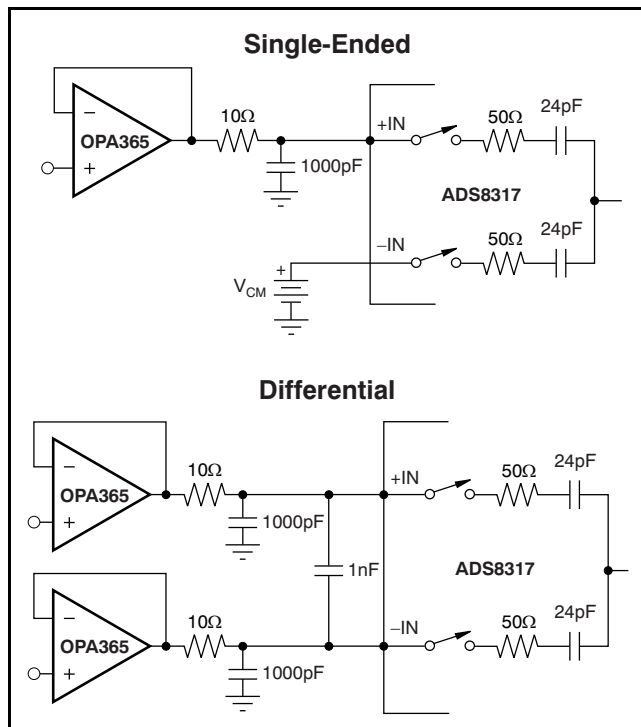 Single-Ended
−
OPA365
+
10Ω
1000pF
+IN
50Ω
24pF
ADS8317
−IN
50Ω
24pF
+
VCM
Differential
−
OPA365
+
10Ω
1000pF
1nF
+IN
50Ω
24pF
ADS8317
−
OPA365
+
10Ω
1000pF
−IN
50Ω
24pF